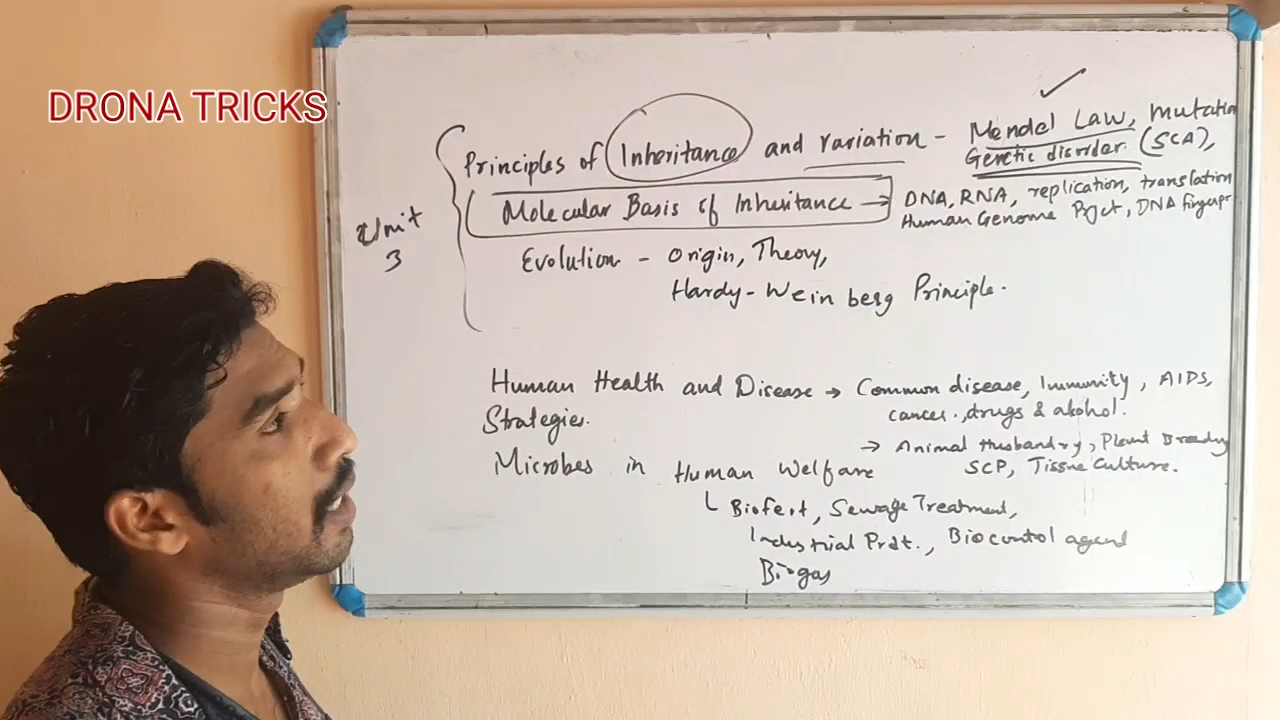 DRONA TRICKS
Principles of Inheritance and variation - Mendel Law, Mutation
Genetic disorder (SCA),
Unit
3
Molecular Basis of Inheritance → DNA, RNA, replication, translation
Human Genome Prjct, DNA fingerpr
Evolution - Origin, Theory,
Hardy-Weinberg Principle.
Human Health and Disease → Common disease, Immunity, AIDS,
Strategies. cancer., drugs & alcohol.
→ Animal Husbandry, Plant Breedng
Microbes in Human Welfare SCP, Tissue Culture.
Biofert, Sewage Treatment,
Industrial Prdt., Biocontrol agent
Biogas